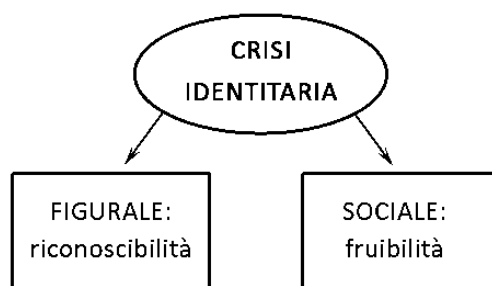 CRISI
IDENTITARIA
FIGURALE:
riconoscibilità
SOCIALE:
fruibilità